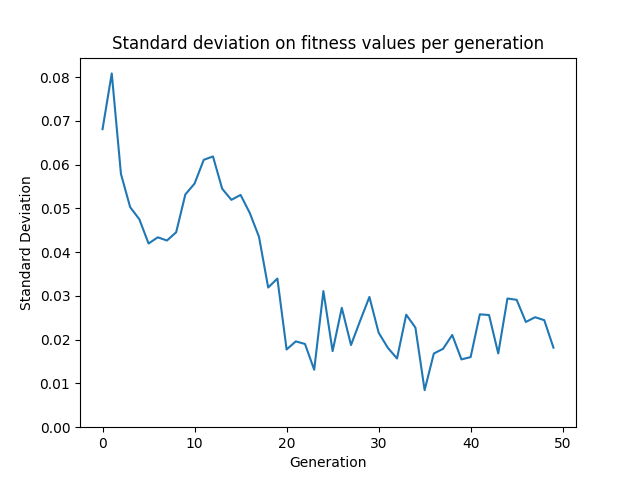 Standard deviation on fitness values per generation
0.08
0.07
0.06
0.05
0.04
0.03
0.02
0.01
0.00
Standard Deviation
0 10 20 30 40 50
Generation